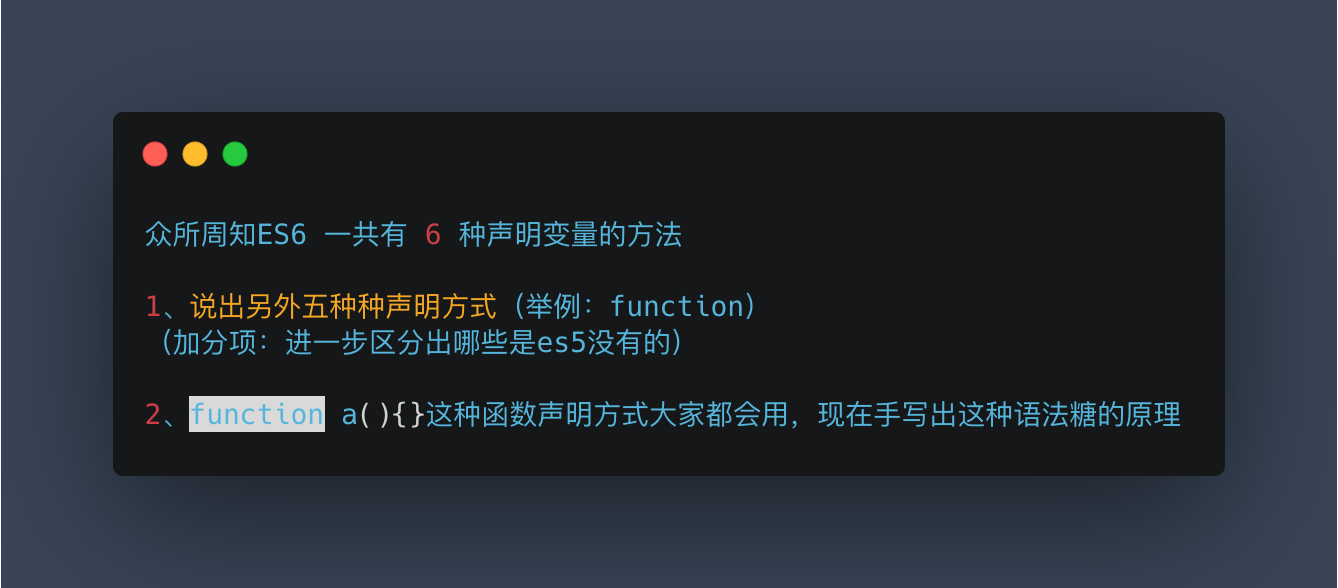 众所周知ES6 一共有 6 种声明变量的方法
1、说出另外五种种声明方式（举例：function）
（加分项：进一步区分出哪些是es5没有的）
2、function a(){}这种函数声明方式大家都会用，现在手写出这种语法糖的原理